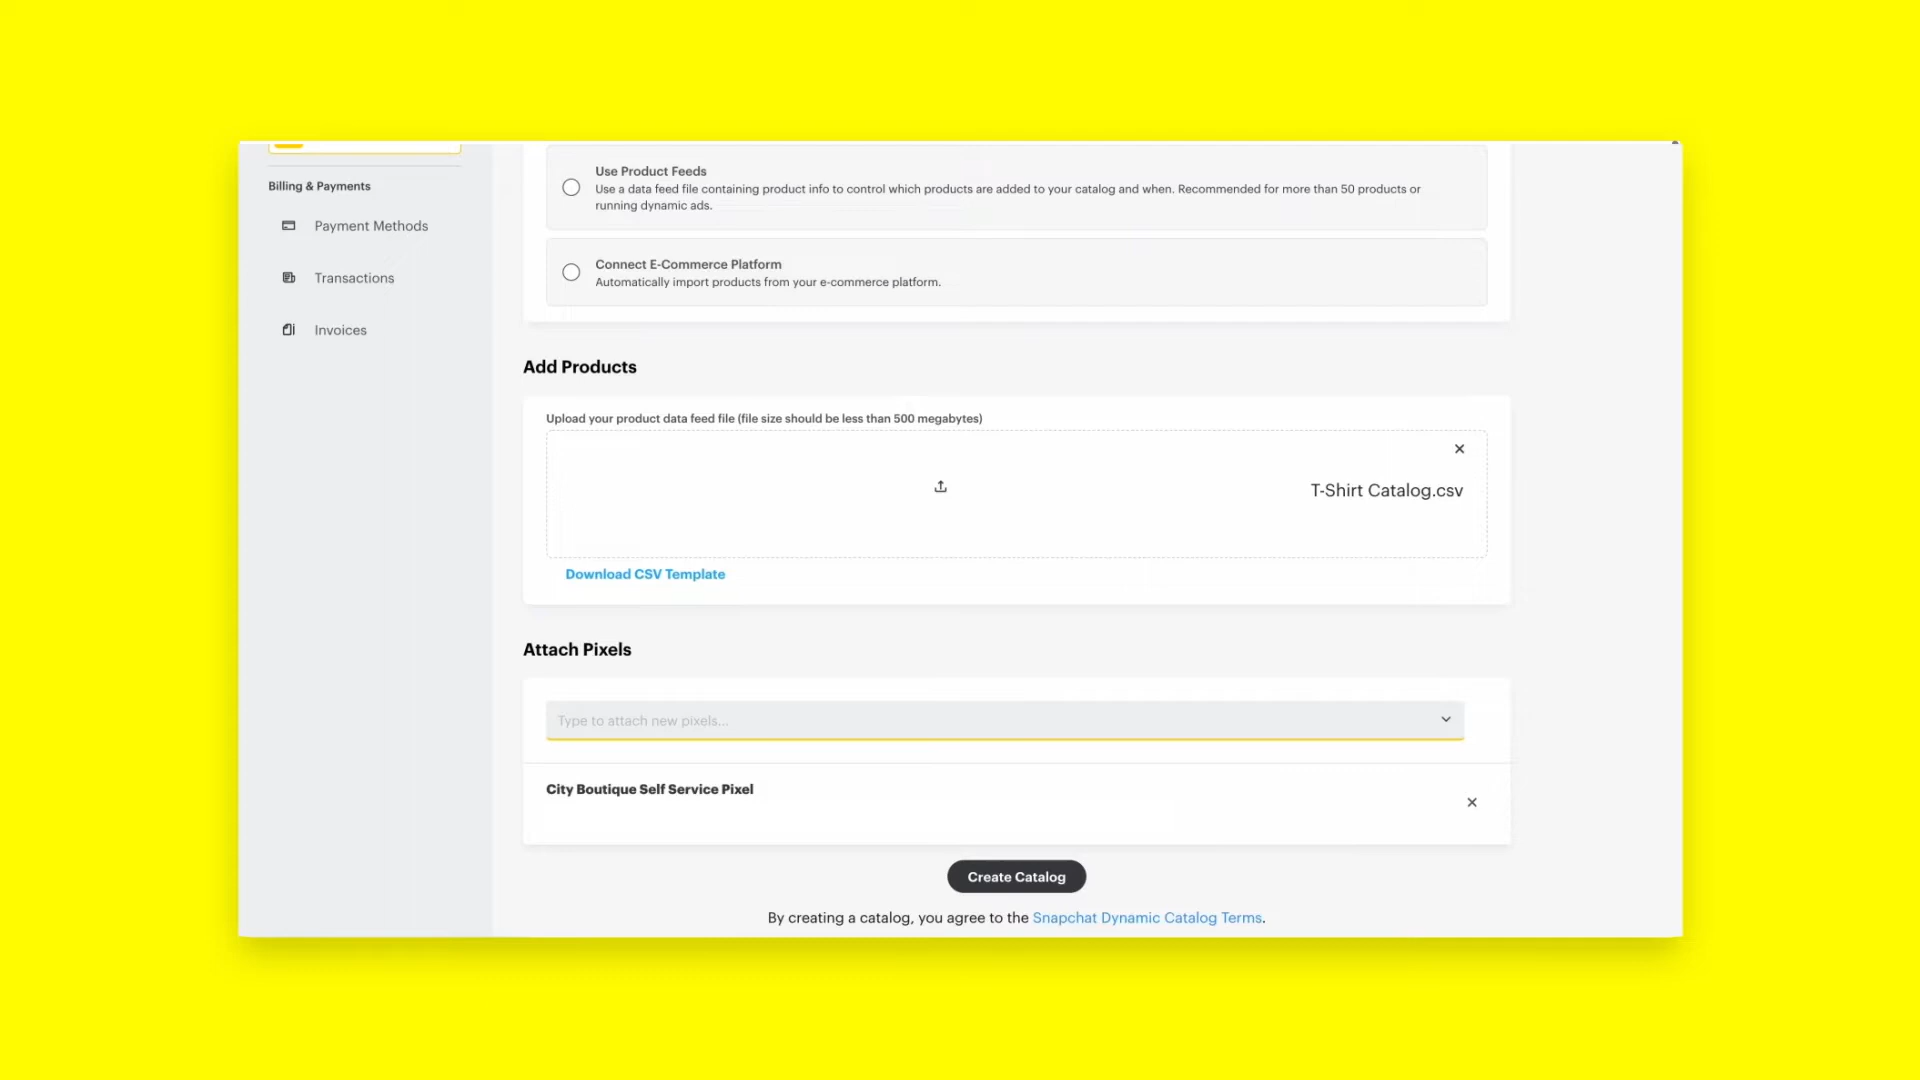 Billing & Payments
Payment Methods
Transactions
Invoices
Use Product Feeds
Use a data feed file containing product info to control which products are added to your catalog and when. Recommended for more than 50 products or
running dynamic ads.
Connect E-Commerce Platform
Automatically import products from your e-commerce platform.
Add Products
Upload your product data feed file (file size should be less than 500 megabytes)
T-Shirt Catalog.csv
Download CSV Template
Attach Pixels
Type to attach new pixels...
City Boutique Self Service Pixel
Create Catalog
By creating a catalog, you agree to the Snapchat Dynamic Catalog Terms.